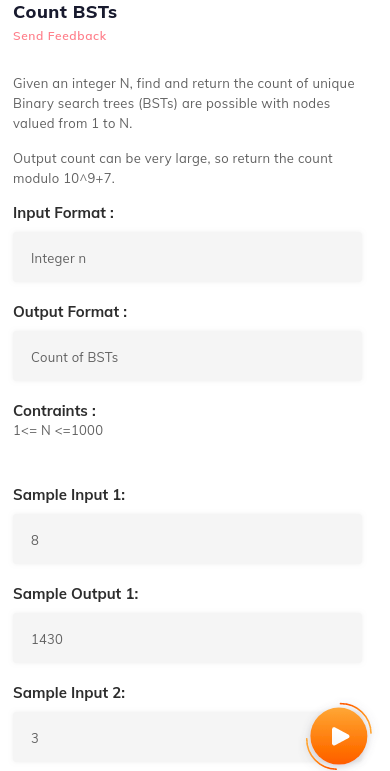 Count BSTs
Send Feedback
Given an integer N, find and return the count of unique
Binary search trees (BSTs) are possible with nodes
valued from 1 to N.
Output count can be very large, so return the count
modulo 10^9+7.
Input Format :
Integer n
Output Format :
Count of BSTs
Contraints :
1<= N <=1000
Sample Input 1:
8
Sample Output 1:
1430
Sample Input 2:
3